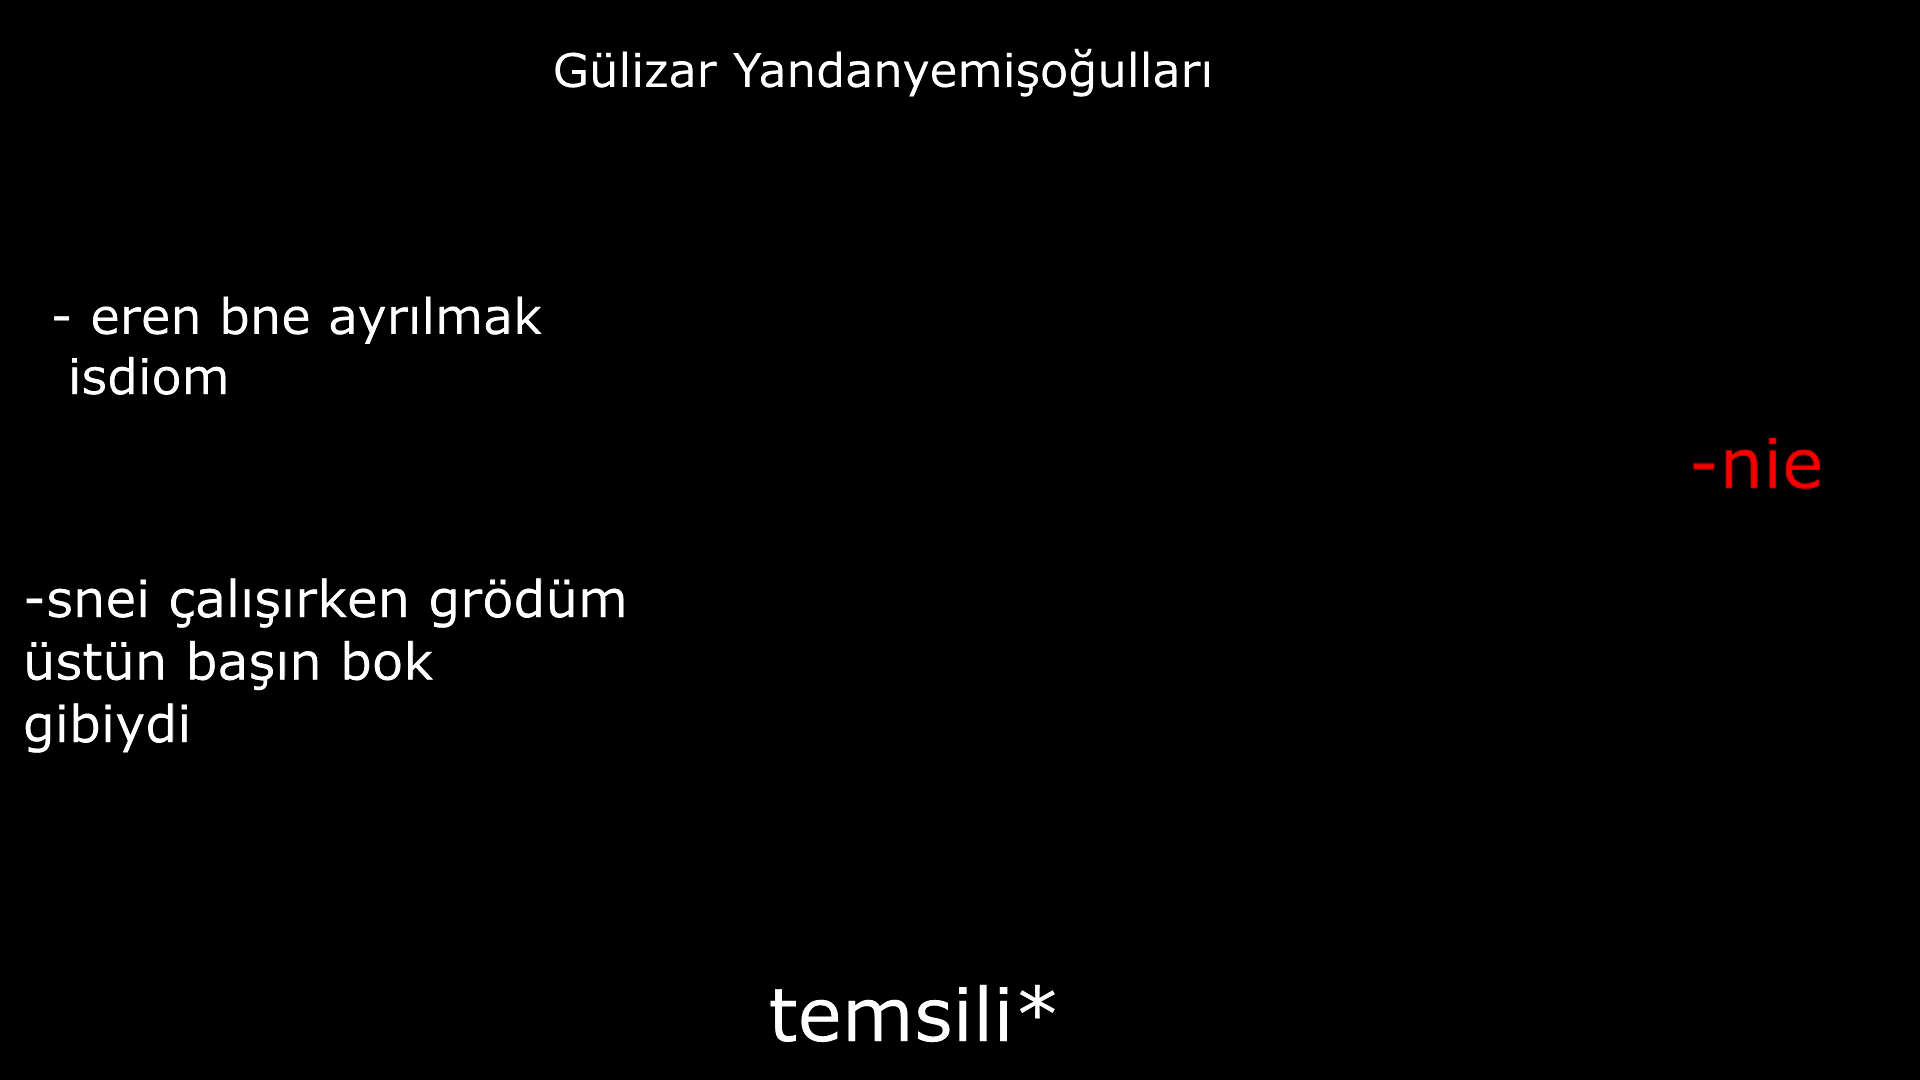 Gülizar Yandanyemişoğulları
- eren bne ayrılmak
isdiom
-nie
-snei çalışırken grödüm
üstün başın bok
gibiydi
temsili*